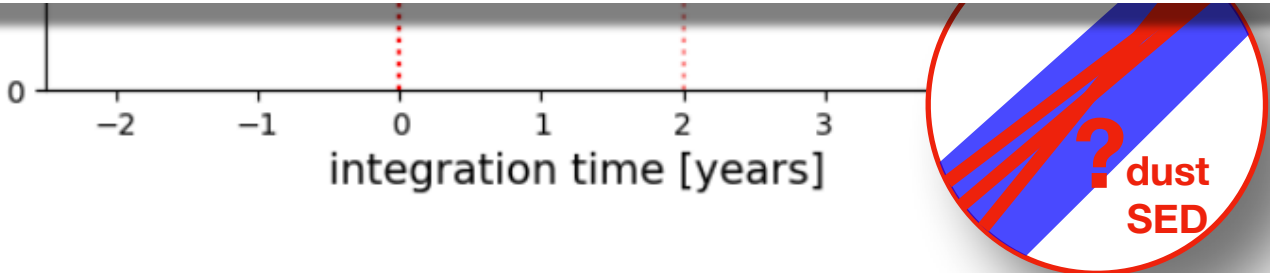 0
−2 −1 0 1 2 3
integration time [years]
?
dust
SED